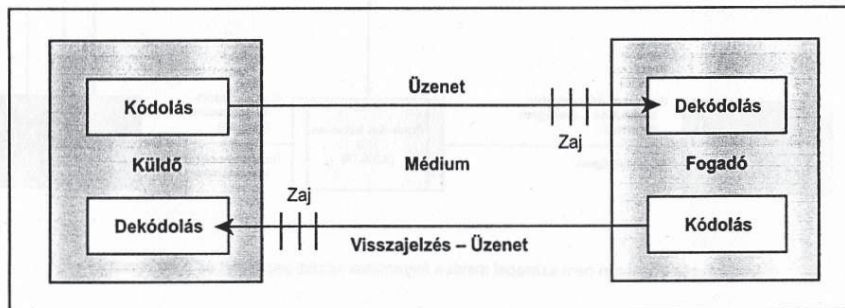 Üzenet
Kódolás
Dekódolás
Zaj
Küldő
Médium
Fogadó
Zaj
Dekódolás
Kódolás
Visszajelzés – Üzenet